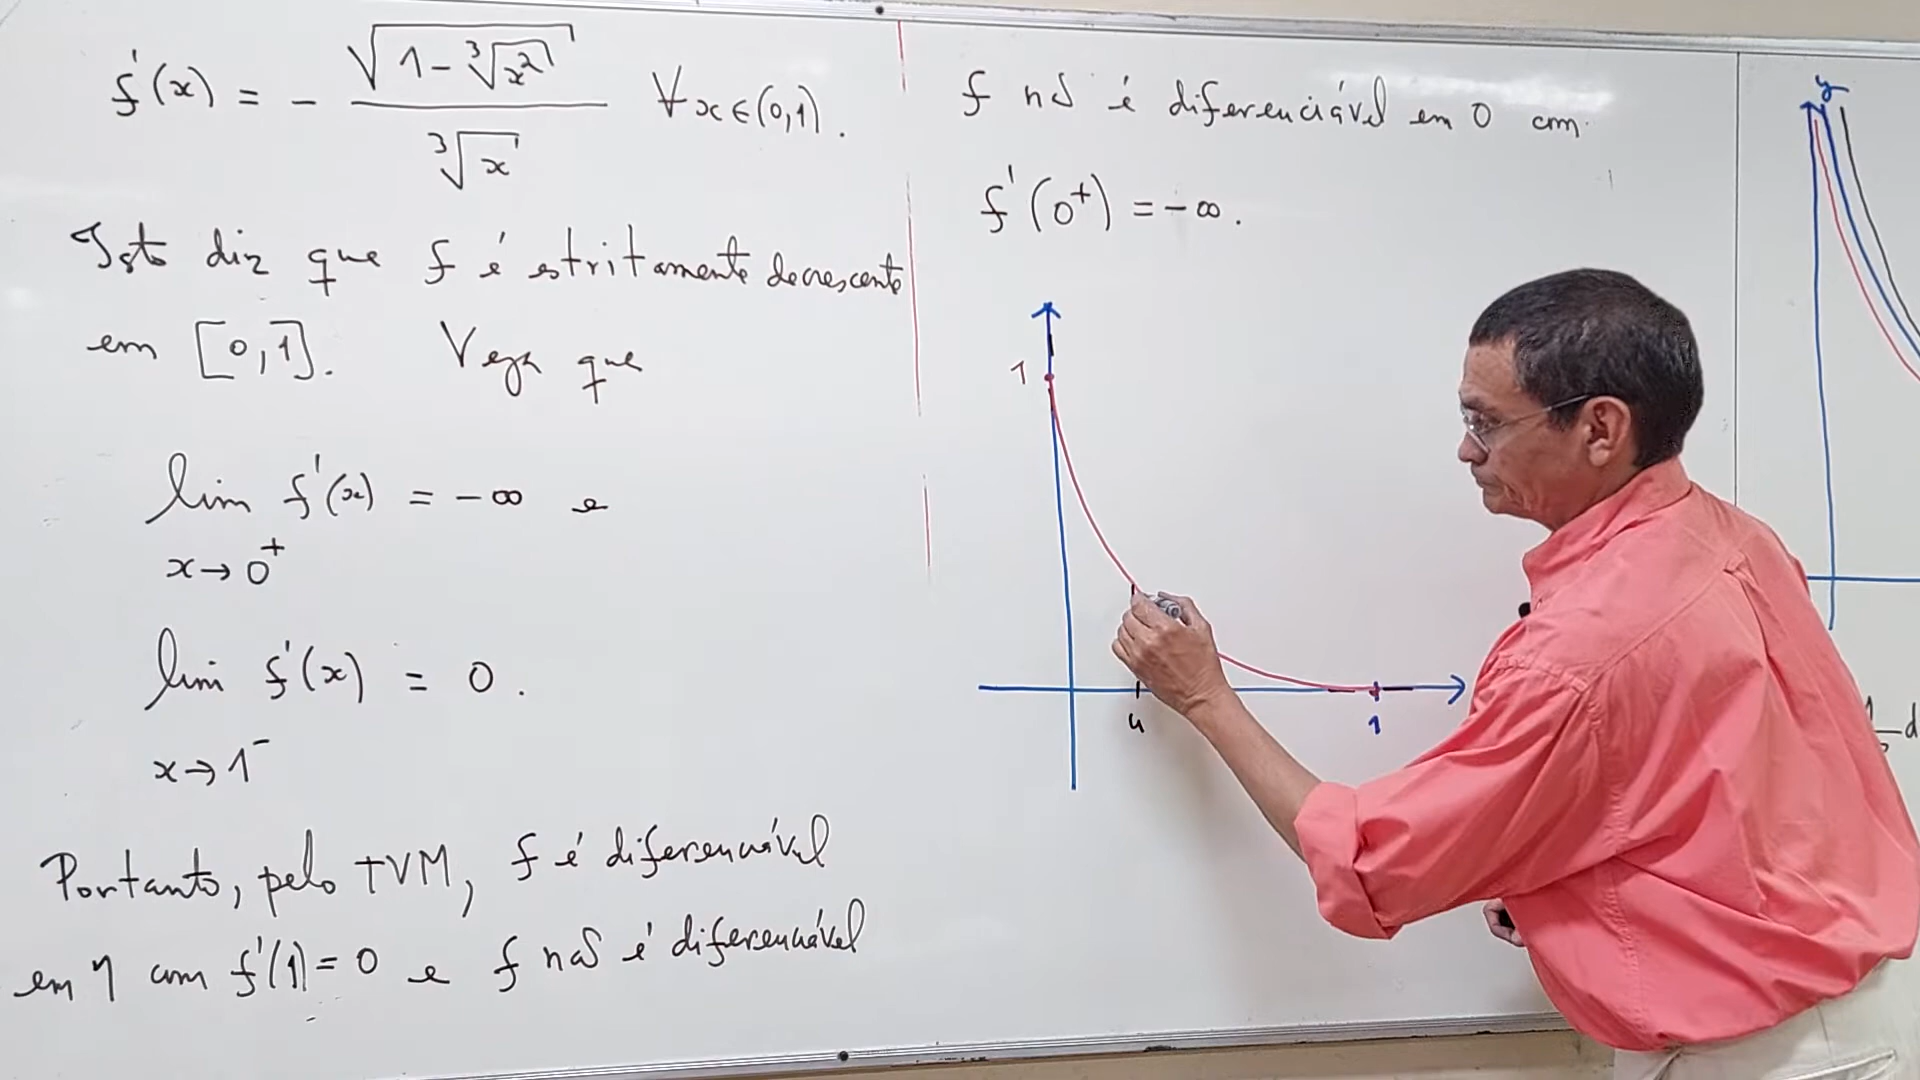 f'(x) = - √(1-∛x²) / ∛x ∀x∈(0,1).
Isto diz que f é estritamente decrescente
em [0,1]. Veja que
lim f'(x) = -∞ e
x→0⁺
lim f'(x) = 0.
x→1⁻
Portanto, pelo TVM, f é diferenciável
em 1 com f'(1)=0 e f não é diferenciável
f não é diferenciável em 0 com
f'(0⁺) = -∞.
1
1
y